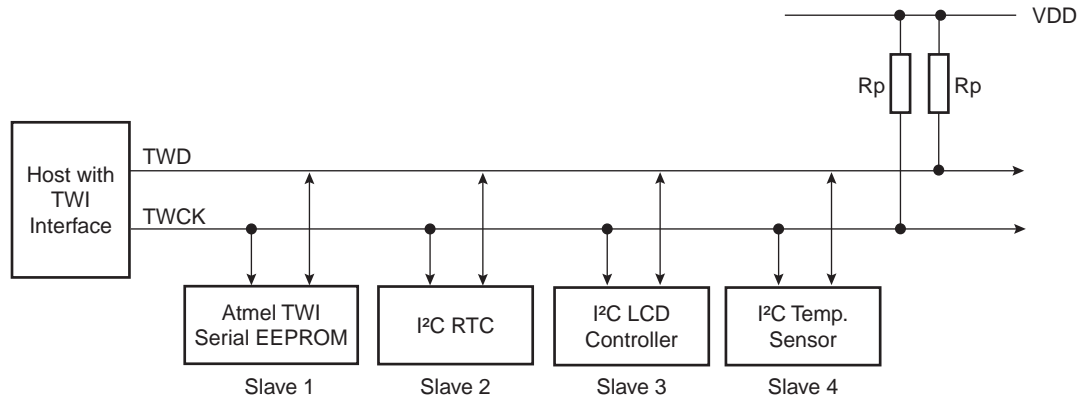 VDD
Rp
Rp
Host with
TWI
Interface
TWD
TWCK
Atmel TWI
Serial EEPROM
Slave 1
I²C RTC
Slave 2
I²C LCD
Controller
Slave 3
I²C Temp.
Sensor
Slave 4